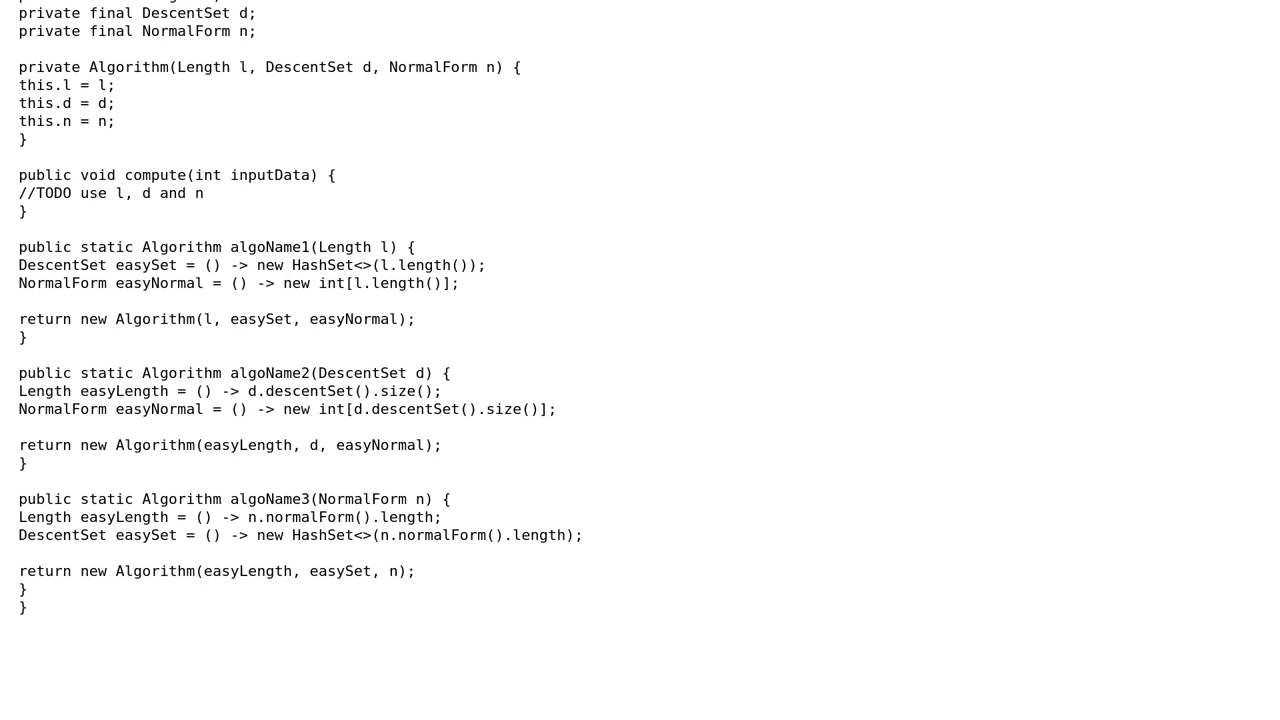 private final DescentSet d;
private final NormalForm n;
private Algorithm(Length l, DescentSet d, NormalForm n) {
this.l = l;
this.d = d;
this.n = n;
}
public void compute(int inputData) {
//TODO use l, d and n
}
public static Algorithm algoName1(Length l) {
DescentSet easySet = () -> new HashSet<>(l.length());
NormalForm easyNormal = () -> new int[l.length()];
return new Algorithm(l, easySet, easyNormal);
}
public static Algorithm algoName2(DescentSet d) {
Length easyLength = () -> d.descentSet().size();
NormalForm easyNormal = () -> new int[d.descentSet().size()];
return new Algorithm(easyLength, d, easyNormal);
}
public static Algorithm algoName3(NormalForm n) {
Length easyLength = () -> n.normalForm().length;
DescentSet easySet = () -> new HashSet<>(n.normalForm().length);
return new Algorithm(easyLength, easySet, n);
}
}